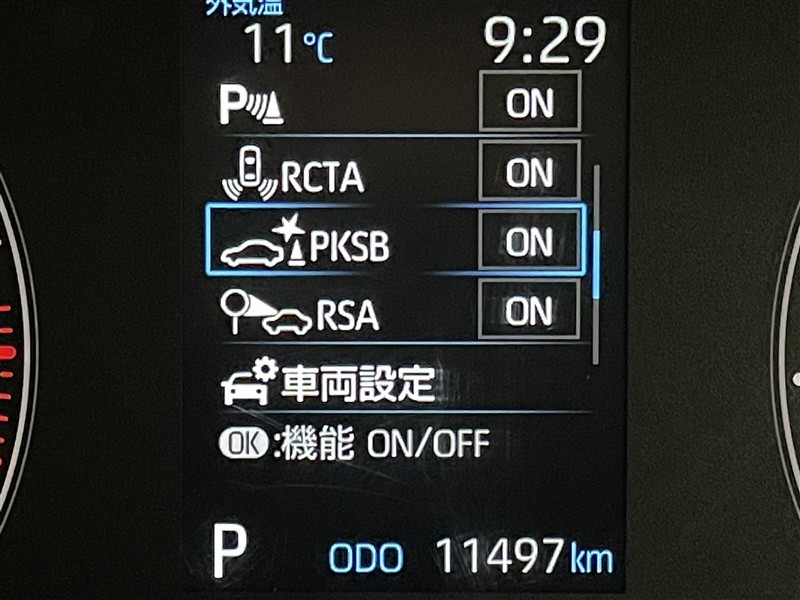 外気温
11℃ 9:29
P ON
RCTA ON
PKSB ON
RSA ON
車両設定
OK:機能 ON/OFF
P ODO 11497km